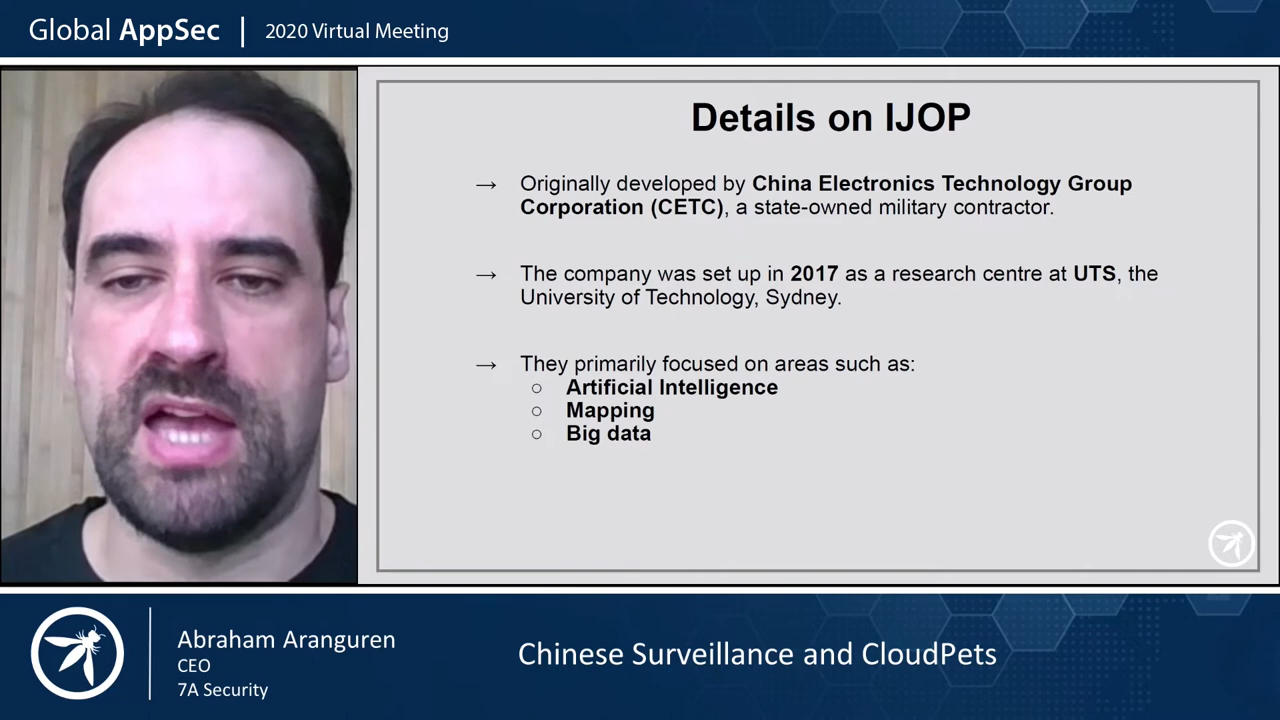 Global AppSec | 2020 Virtual Meeting
Details on IJOP
→ Originally developed by China Electronics Technology Group
Corporation (CETC), a state-owned military contractor.
→ The company was set up in 2017 as a research centre at UTS, the
University of Technology, Sydney.
→ They primarily focused on areas such as:
○ Artificial Intelligence
○ Mapping
○ Big data
Abraham Aranguren
CEO
7A Security
Chinese Surveillance and CloudPets